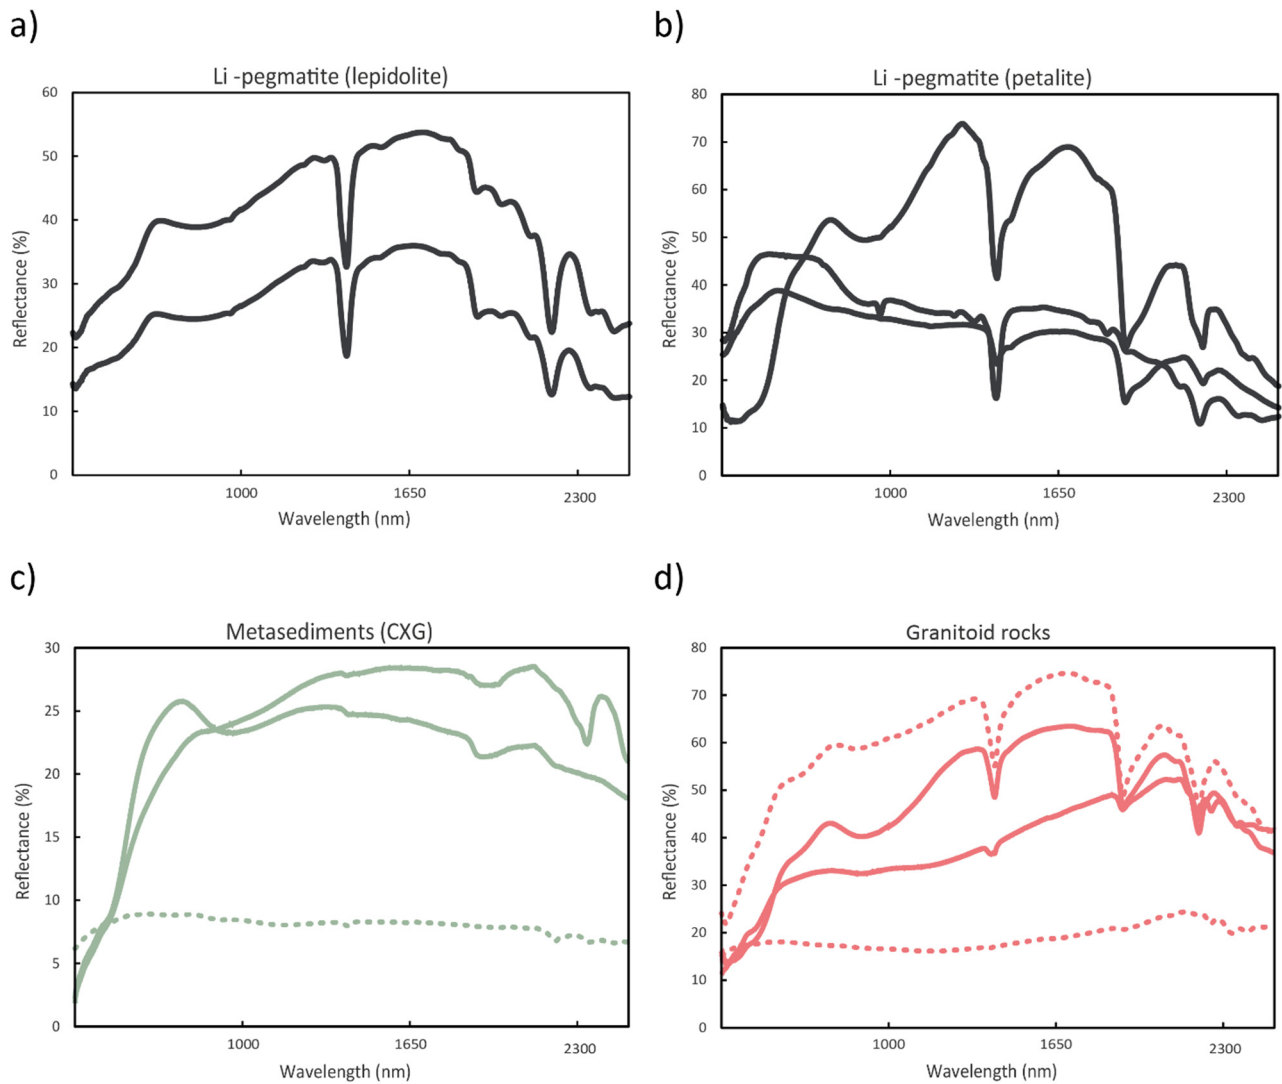 a)
Li -pegmatite (lepidolite)
60
50
40
30
20
10
0
Reflectance (%)
1000 1650 2300
Wavelength (nm)
b)
Li -pegmatite (petalite)
80
70
60
50
40
30
20
10
0
Reflectance (%)
1000 1650 2300
Wavelength (nm)
c)
Metasediments (CXG)
30
25
20
15
10
5
0
Reflectance (%)
1000 1650 2300
Wavelength (nm)
d)
Granitoid rocks
80
70
60
50
40
30
20
10
0
Reflectance (%)
1000 1650 2300
Wavelength (nm)